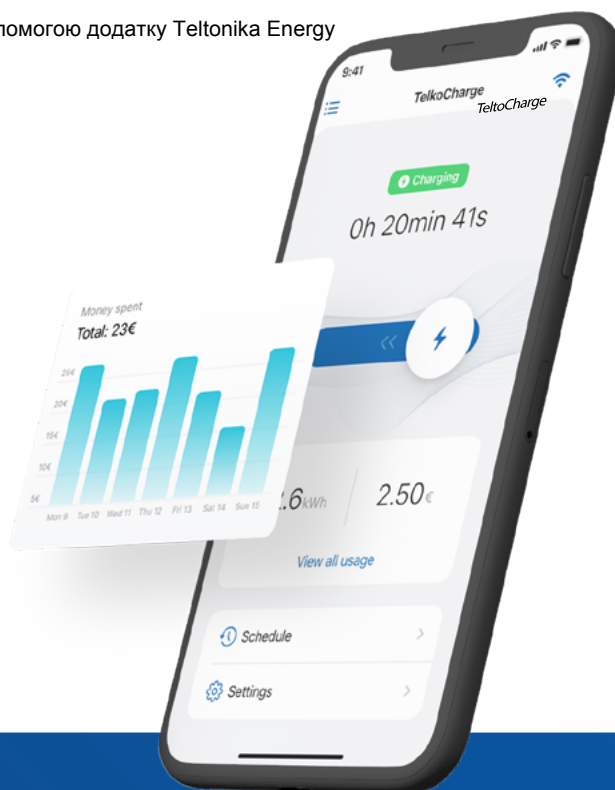 помогою додатку Teltonika Energy
9:41
TelkoCharge
TeltoCharge
Charging
0h 20min 41s
Money spent
Total: 23€
25€
20€
15€
10€
5€
Mon 9 Tue 10 Wed 11 Thu 12 Fri 13 Sat 14 Sun 15
.6 kWh
2.50 €
View all usage
Schedule
Settings